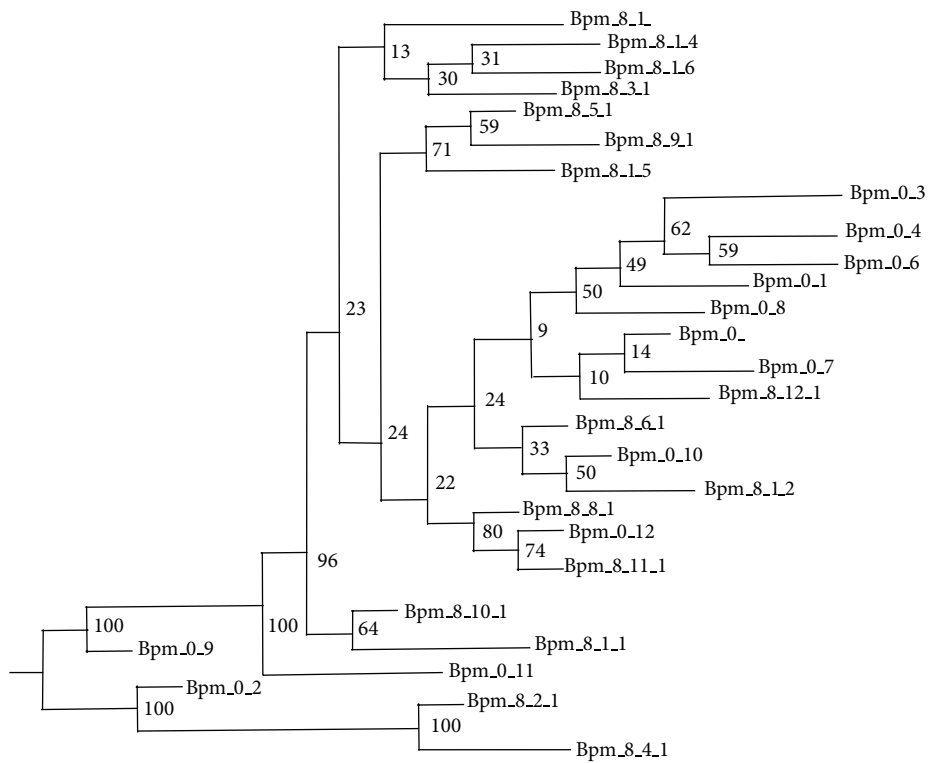 Bpm_8_1_
Bpm_8_1_4
13
31
Bpm_8_1_6
30
Bpm_8_3_1
Bpm_8_5_1
59
Bpm_8_9_1
71
Bpm_8_1_5
Bpm_0_3
62
Bpm_0_4
59
Bpm_0_6
49
Bpm_0_1
50
Bpm_0_8
23
9
Bpm_0_
14
Bpm_0_7
10
Bpm_8_12_1
24
Bpm_8_6_1
24
33
Bpm_0_10
50
22
Bpm_8_1_2
Bpm_8_8_1
80
Bpm_0_12
74
96
Bpm_8_11_1
Bpm_8_10_1
100
100
64
Bpm_0_9
Bpm_8_1_1
Bpm_0_11
Bpm_0_2
100
Bpm_8_2_1
100
Bpm_8_4_1